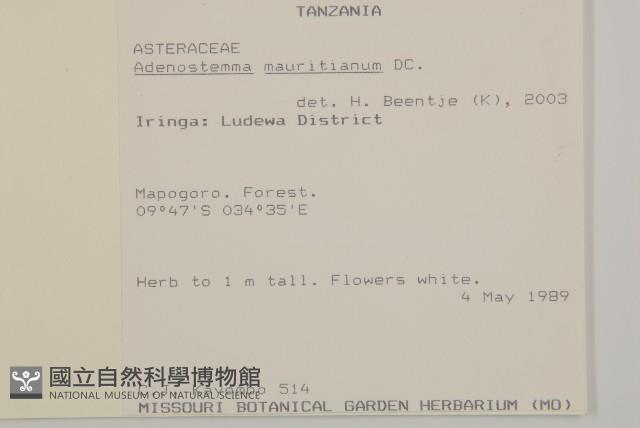 TANZANIA
ASTERACEAE
Adenostemma mauritianum DC.
det. H. Beentje (K), 2003
Iringa: Ludewa District
Mapogoro. Forest.
09°47'S 034°35'E
Herb to 1 m tall. Flowers white.
4 May 1989
國立自然科學博物館
NATIONAL MUSEUM OF NATURAL SCIENCE
514
MISSOURI BOTANICAL GARDEN HERBARIUM (MO)